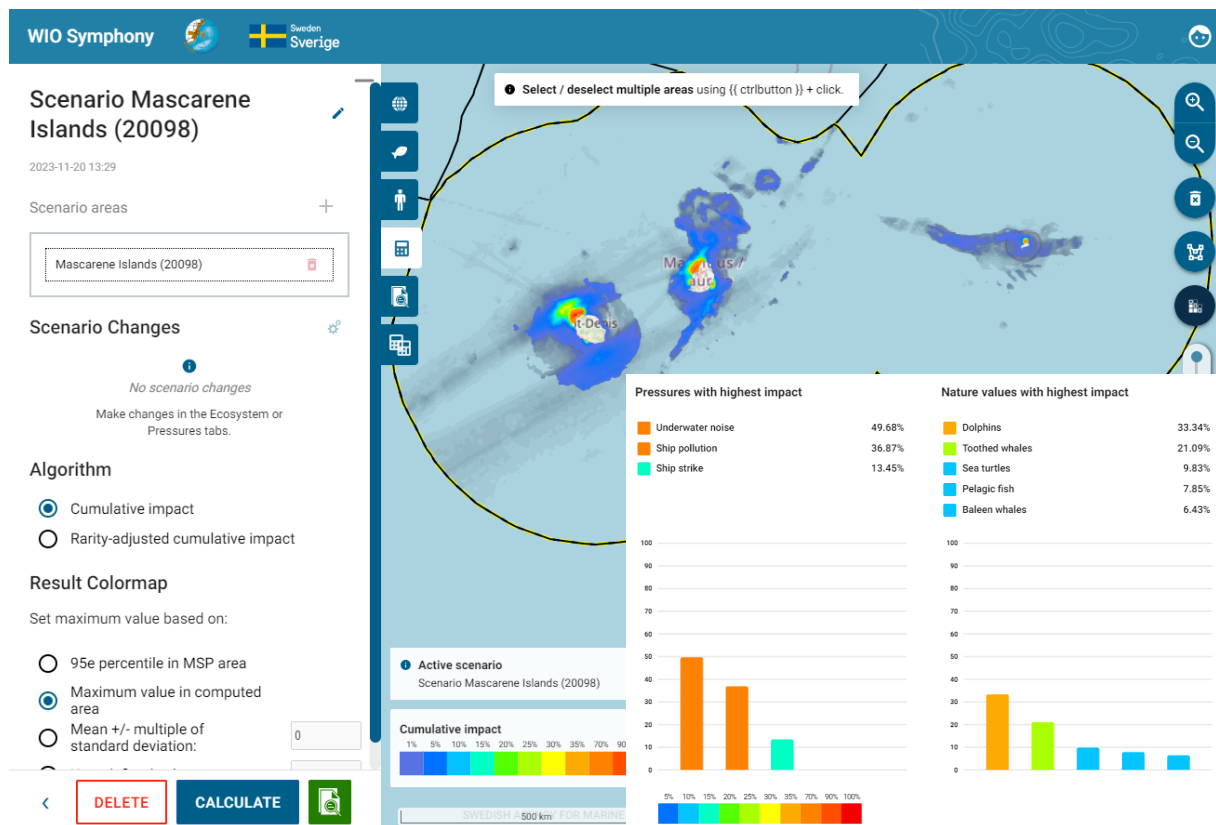 WIO Symphony
Sweden
Sverige
Scenario Mascarene
Islands (20098)
2023-11-20 13:29
Scenario areas
Mascarene Islands (20098)
Scenario Changes
No scenario changes
Make changes in the Ecosystem or
Pressures tabs.
Algorithm
Cumulative impact
Rarity-adjusted cumulative impact
Result Colormap
Set maximum value based on:
95e percentile in MSP area
Maximum value in computed
area
Mean +/- multiple of
standard deviation:
0
DELETE
CALCULATE
Select / deselect multiple areas using {{ ctrlbutton }} + click.
t-Denis
Active scenario
Scenario Mascarene Islands (20098)
Cumulative impact
1% 5% 10% 15% 20% 25% 30% 35% 70% 90
500 km
SWEDISH FOR MARINE
Pressures with highest impact
Underwater noise 49.68%
Ship pollution 36.87%
Ship strike 13.45%
100
90
80
70
60
50
40
30
20
10
0
5% 10% 15% 20% 25% 30% 35% 70% 90% 100%
Nature values with highest impact
Dolphins 33.34%
Toothed whales 21.09%
Sea turtles 9.83%
Pelagic fish 7.85%
Baleen whales 6.43%
100
90
80
70
60
50
40
30
20
10
0